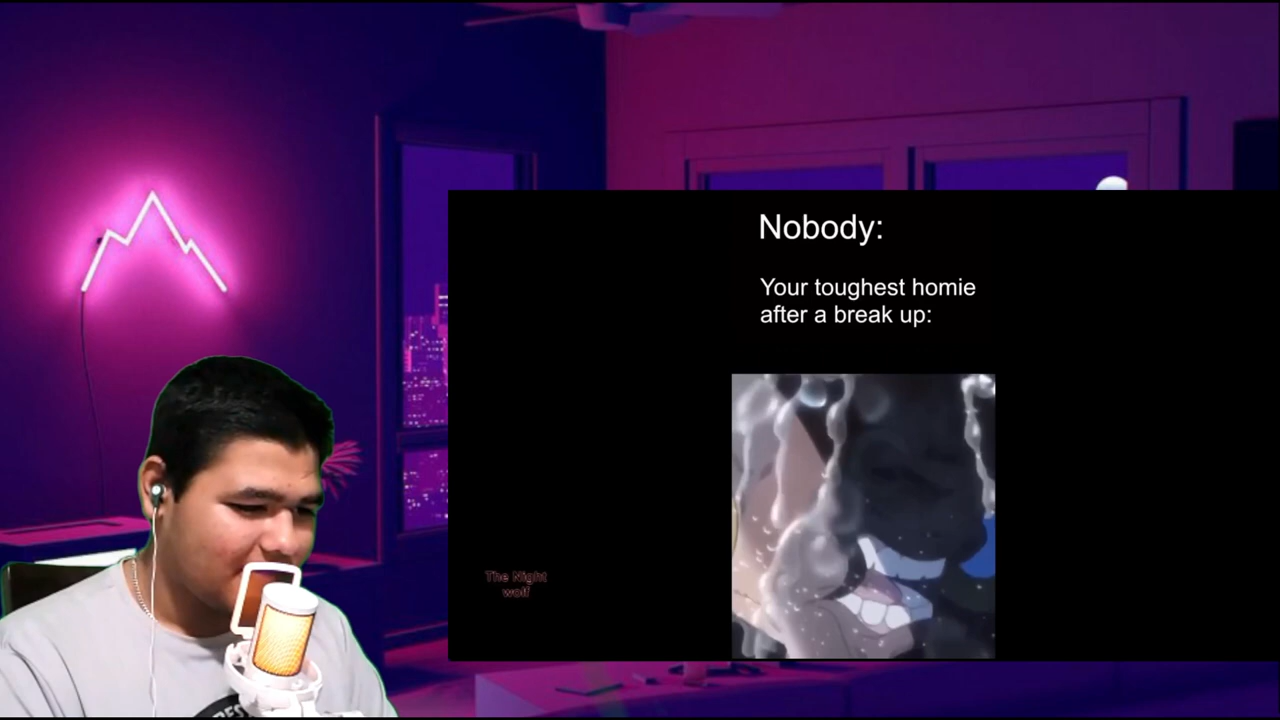 Nobody:
Your toughest homie
after a break up:
The Night
wolf